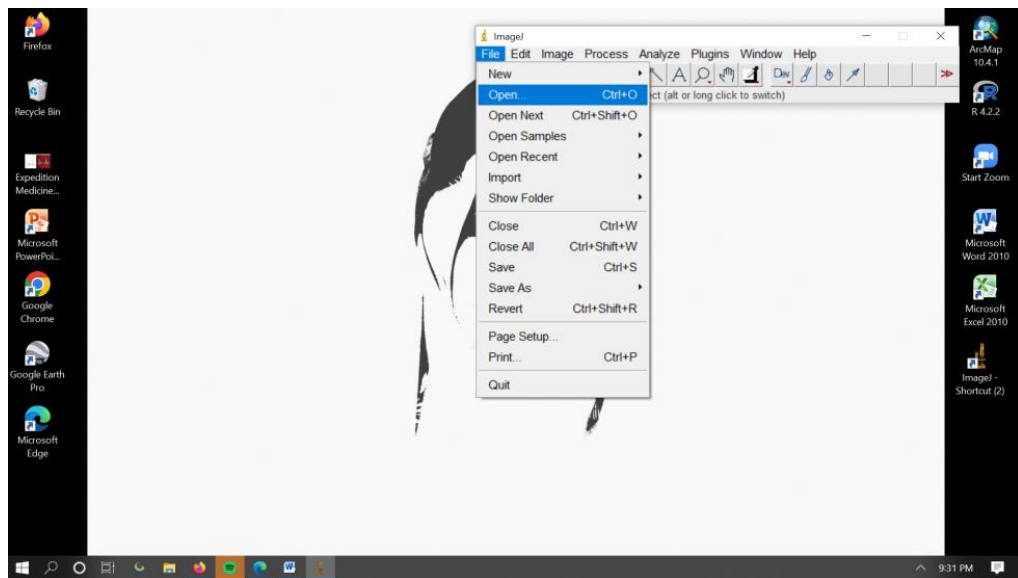 Firefox
Recycle Bin
Expedition
Medicine...
Microsoft
PowerPoi...
Google
Chrome
Google Earth
Pro
Microsoft
Edge
ImageJ
File Edit Image Process Analyze Plugins Window Help
A Dev
ect (alt or long click to switch)
New
Open... Ctrl+O
Open Next Ctrl+Shift+O
Open Samples
Open Recent
Import
Show Folder
Close Ctrl+W
Close All Ctrl+Shift+W
Save Ctrl+S
Save As
Revert Ctrl+Shift+R
Page Setup...
Print... Ctrl+P
Quit
ArcMap
10.4.1
R 4.2.2
Start Zoom
Microsoft
Word 2010
Microsoft
Excel 2010
ImageJ -
Shortcut (2)
9:31 PM